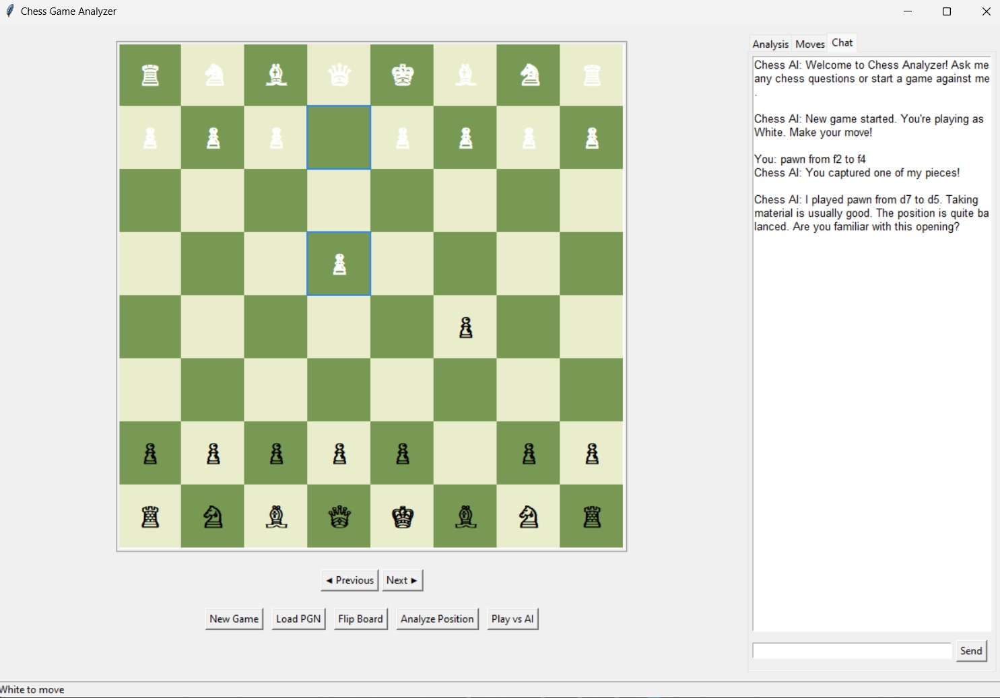 Chess Game Analyzer
Analysis Moves Chat
Chess AI: Welcome to Chess Analyzer! Ask me
any chess questions or start a game against me
.
Chess AI: New game started. You're playing as
White. Make your move!
You: pawn from f2 to f4
Chess AI: You captured one of my pieces!
Chess AI: I played pawn from d7 to d5. Taking
material is usually good. The position is quite ba
lanced. Are you familiar with this opening?
◄ Previous Next ►
New Game Load PGN Flip Board Analyze Position Play vs AI
Send
White to move